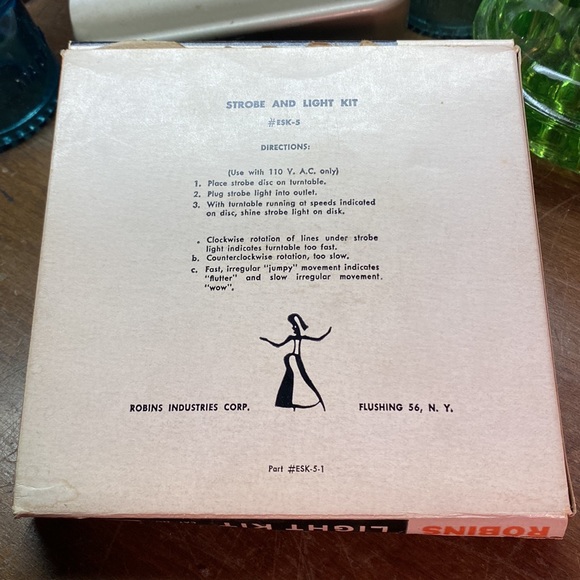 STROBE AND LIGHT KIT
#ESK-5
DIRECTIONS:
(Use with 110 V. A.C. only)
1. Place strobe disc on turntable.
2. Plug strobe light into outlet.
3. With turntable running at speeds indicated
on disc, shine strobe light on disk.
. Clockwise rotation of lines under strobe
light indicates turntable too fast.
b. Counterclockwise rotation, too slow.
c. Fast, irregular "jumpy" movement indicates
"flutter" and slow irregular movement
"wow".
ROBINS INDUSTRIES CORP. FLUSHING 56, N. Y.
Part #ESK-5-1
ROBINS
LIGHT KIT